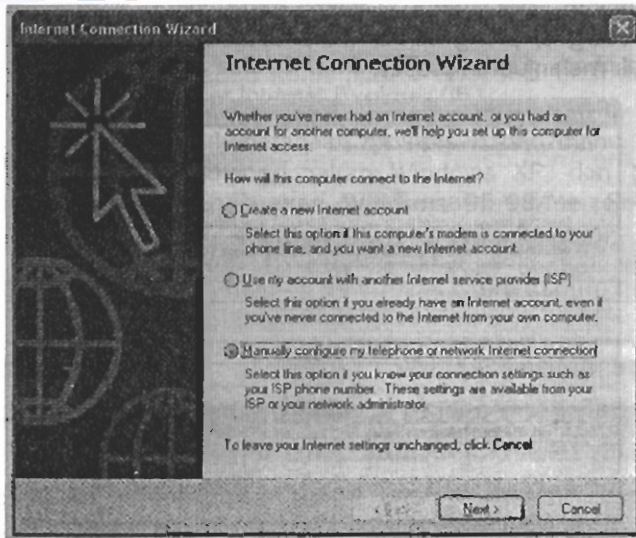 Internet Connection Wizard
Internet Connection Wizard
Whether you've never had an Internet account, or you had an
account for another computer, we'll help you set up this computer for
Internet access.
How will this computer connect to the Internet?
Create a new Internet account
Select this option if this computer's modem is connected to your
phone line, and you want a new Internet account.
Use my account with another Internet service provider (ISP)
Select this option if you already have an Internet account, even if
you've never connected to the Internet from your own computer.
Manually configure my telephone or network Internet connection
Select this option if you know your connection settings such as
your ISP phone number. These settings are available from your
ISP or your network administrator.
To leave your Internet settings unchanged, click Cancel
Next > Cancel